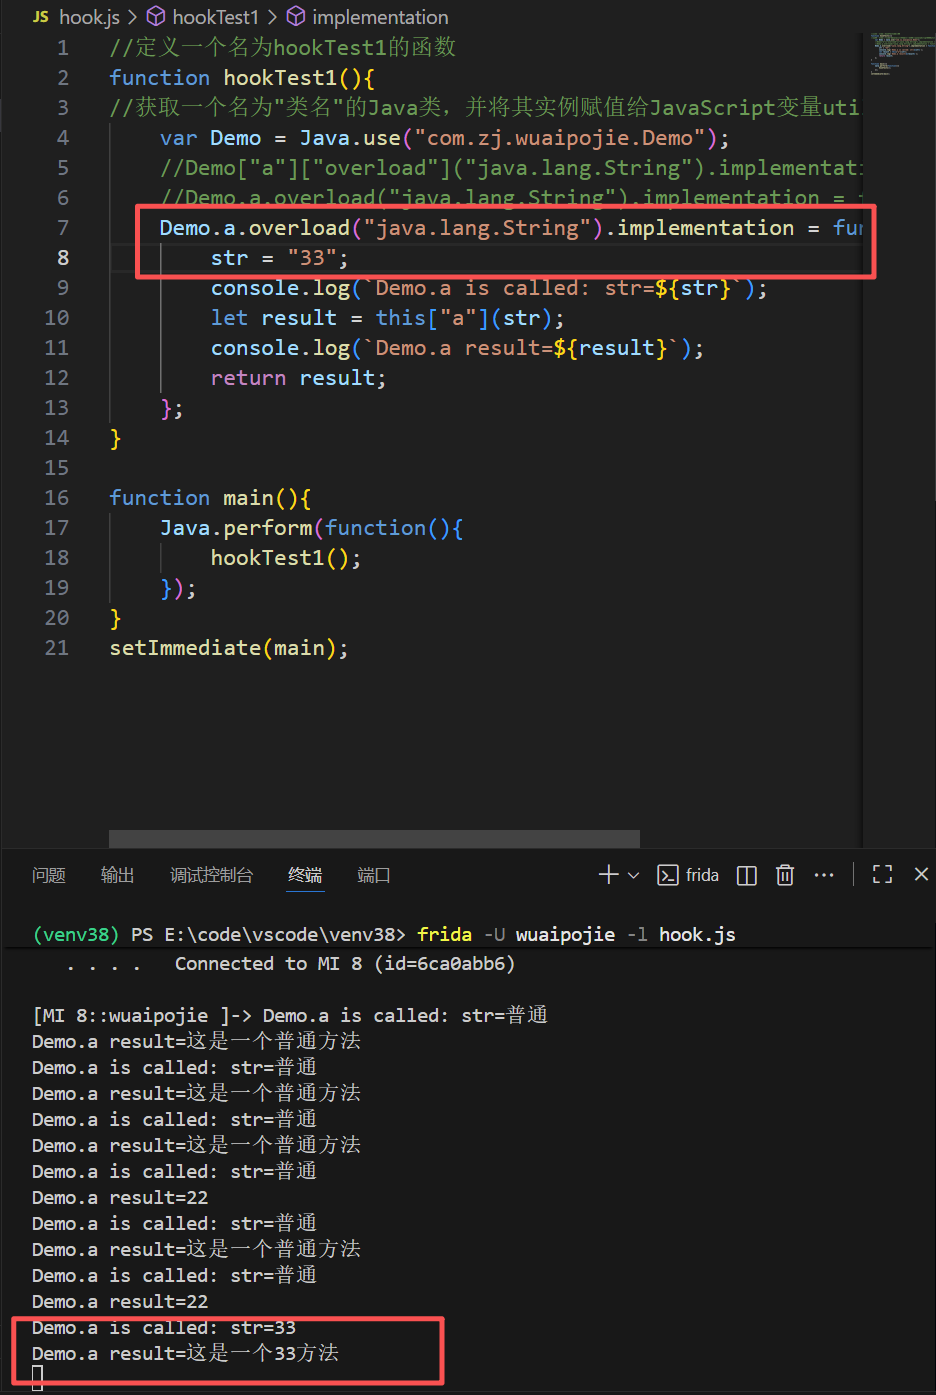 JS hook.js > hookTest1 > implementation
1 //定义一个名为hookTest1的函数
2 function hookTest1(){
3 //获取一个名为"类名"的Java类，并将其实例赋值给JavaScript变量uti
4 var Demo = Java.use("com.zj.wuaipojie.Demo");
5 //Demo["a"]["overload"]("java.lang.String").implementati
6 //Demo.a.overload("java.lang.String").implementation =
7 Demo.a.overload("java.lang.String").implementation = fun
8 str = "33";
9 console.log(`Demo.a is called: str=${str}`);
10 let result = this["a"](str);
11 console.log(`Demo.a result=${result}`);
12 return result;
13 };
14 }
15
16 function main(){
17 Java.perform(function(){
18 hookTest1();
19 });
20 }
21 setImmediate(main);
问题 输出 调试控制台 终端 端口 frida
(venv38) PS E:\code\vscode\venv38> frida -U wuaipojie -l hook.js
. . . . Connected to MI 8 (id=6ca0abb6)
[MI 8::wuaipojie ]-> Demo.a is called: str=普通
Demo.a result=这是一个普通方法
Demo.a is called: str=普通
Demo.a result=这是一个普通方法
Demo.a is called: str=普通
Demo.a result=这是一个普通方法
Demo.a is called: str=普通
Demo.a result=22
Demo.a is called: str=普通
Demo.a result=这是一个普通方法
Demo.a is called: str=普通
Demo.a result=22
Demo.a is called: str=33
Demo.a result=这是一个33方法